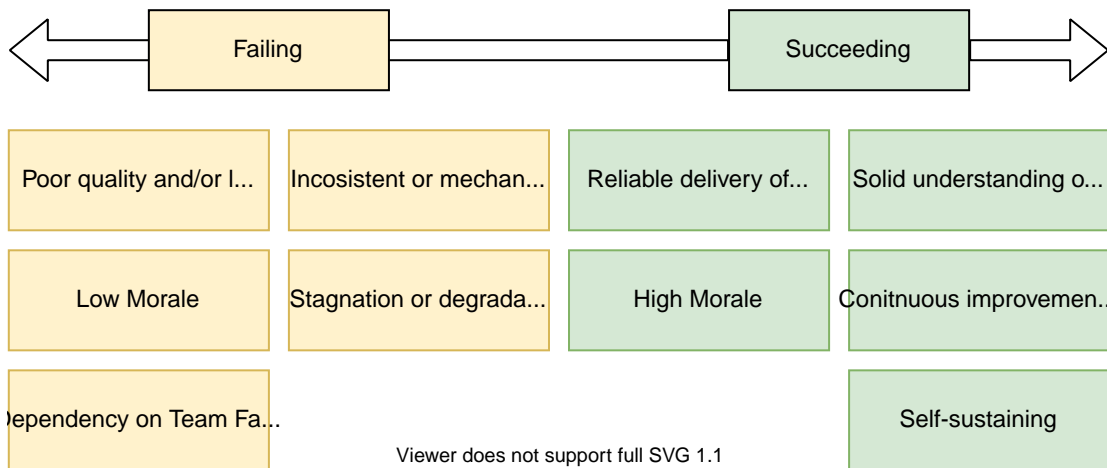 Failing
Succeeding
Poor quality and/or l...
Incosistent or mechan...
Reliable delivery of...
Solid understanding o...
Low Morale
Stagnation or degrada...
High Morale
Conitnuous improvemen...
Dependency on Team Fa...
Self-sustaining
Viewer does not support full SVG 1.1